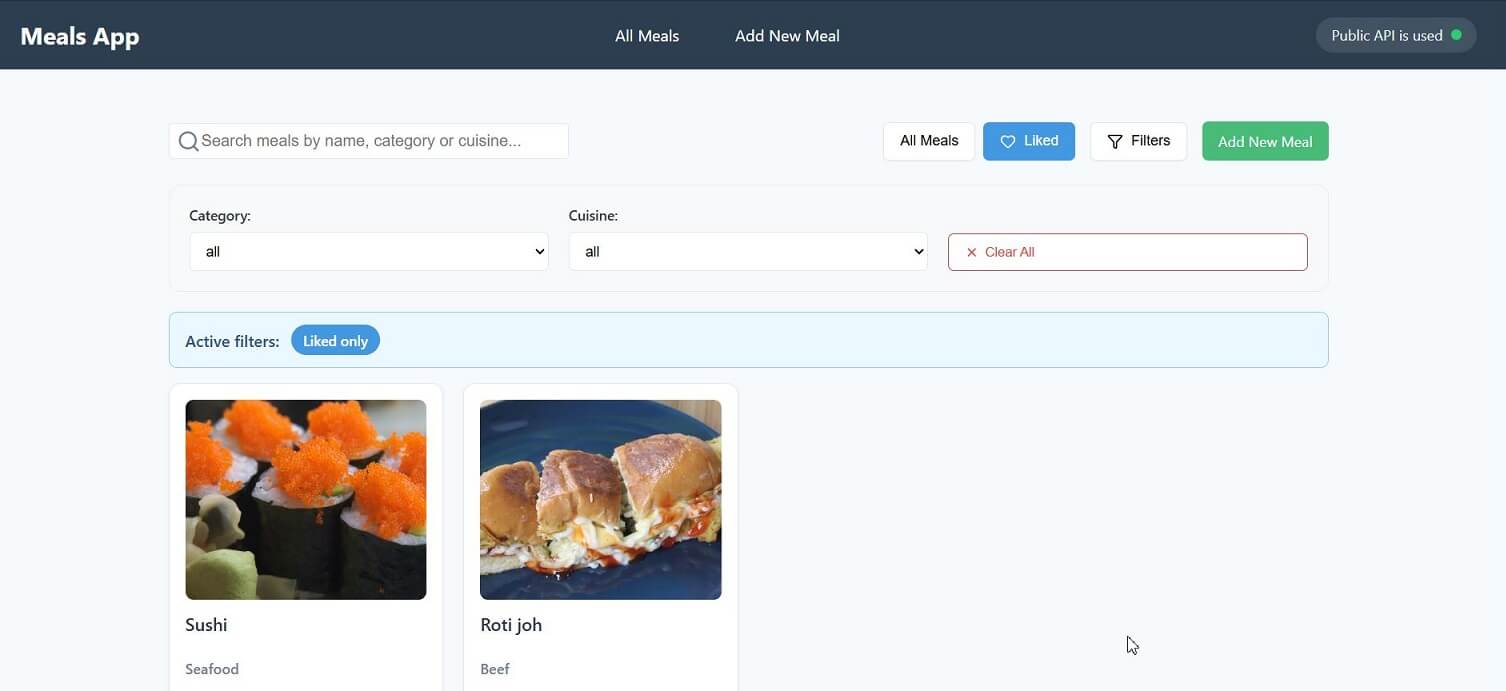 Meals App
All Meals
Add New Meal
Public API is used
Search meals by name, category or cuisine...
All Meals
Liked
Filters
Add New Meal
Category:
Cuisine:
all
all
Clear All
Active filters:
Liked only
Sushi
Roti joh
Seafood
Beef